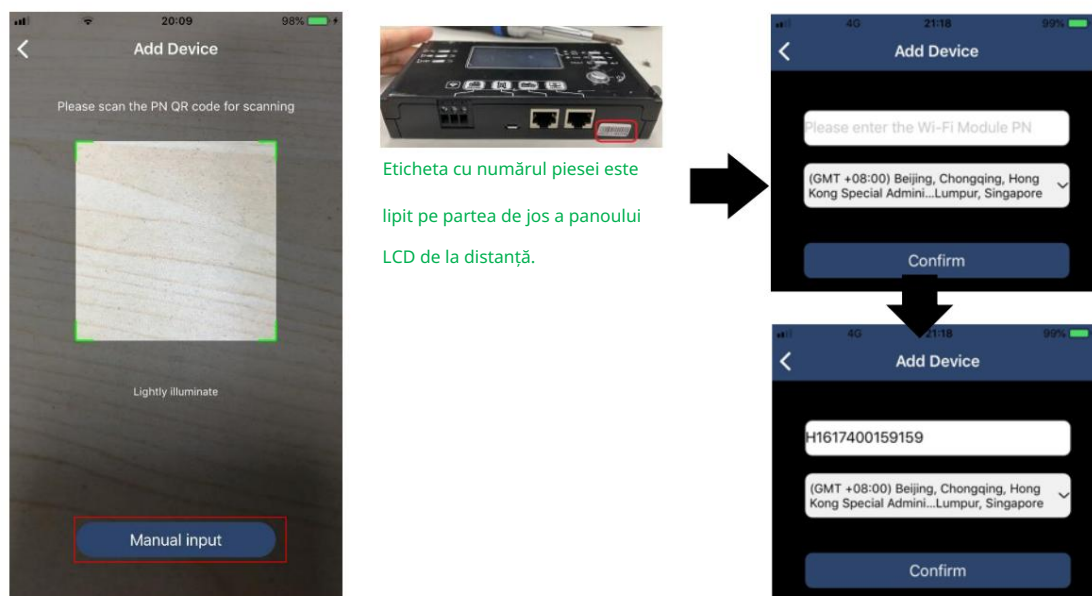 20:09
98%
Add Device
Please scan the PN QR code for scanning
Lightly illuminate
Manual input
Eticheta cu numărul piesei este
lipit pe partea de jos a panoului
LCD de la distanță.
4G
21:18
99%
Add Device
Please enter the Wi-Fi Module PN
(GMT +08:00) Beijing, Chongqing, Hong
Kong Special Admini...Lumpur, Singapore
Confirm
4G
21:18
99%
Add Device
H1617400159159
(GMT +08:00) Beijing, Chongqing, Hong
Kong Special Admini...Lumpur, Singapore
Confirm